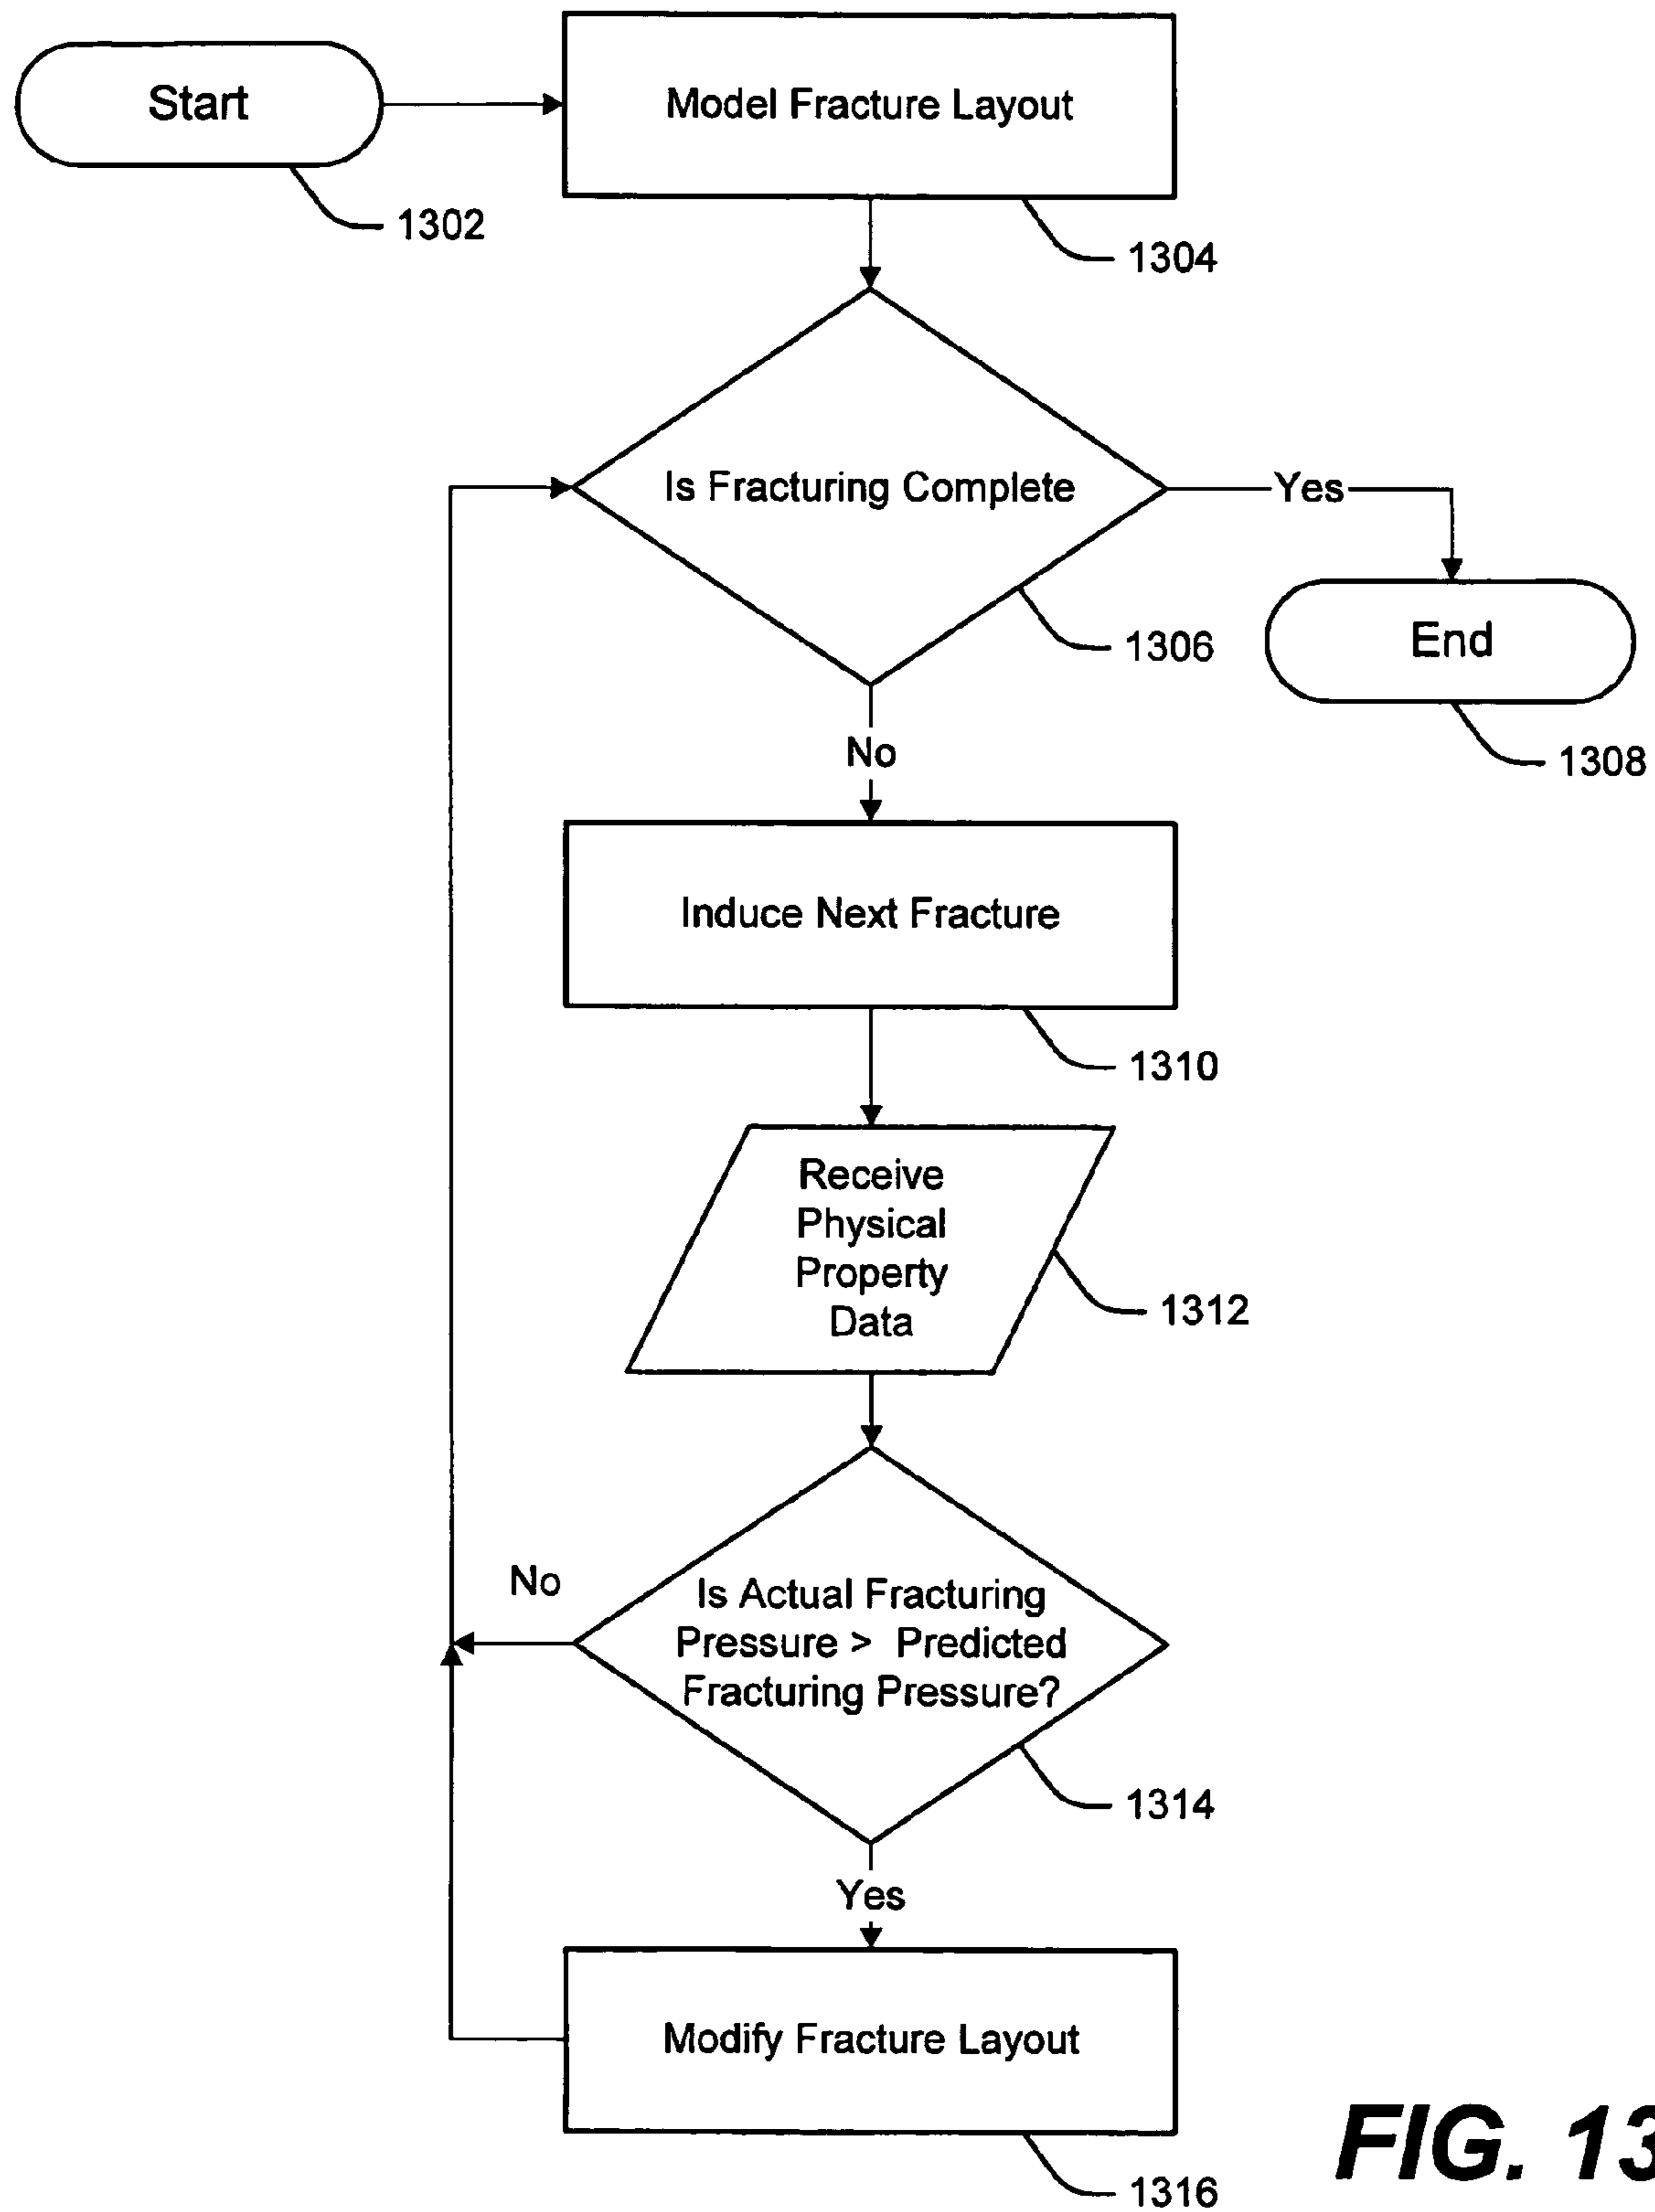 Start
1302
Model Fracture Layout
1304
Is Fracturing Complete
Yes
1306
End
1308
No
Induce Next Fracture
1310
Receive
Physical
Property
Data
1312
No
Is Actual Fracturing
Pressure > Predicted
Fracturing Pressure?
1314
Yes
Modify Fracture Layout
1316
FIG. 13